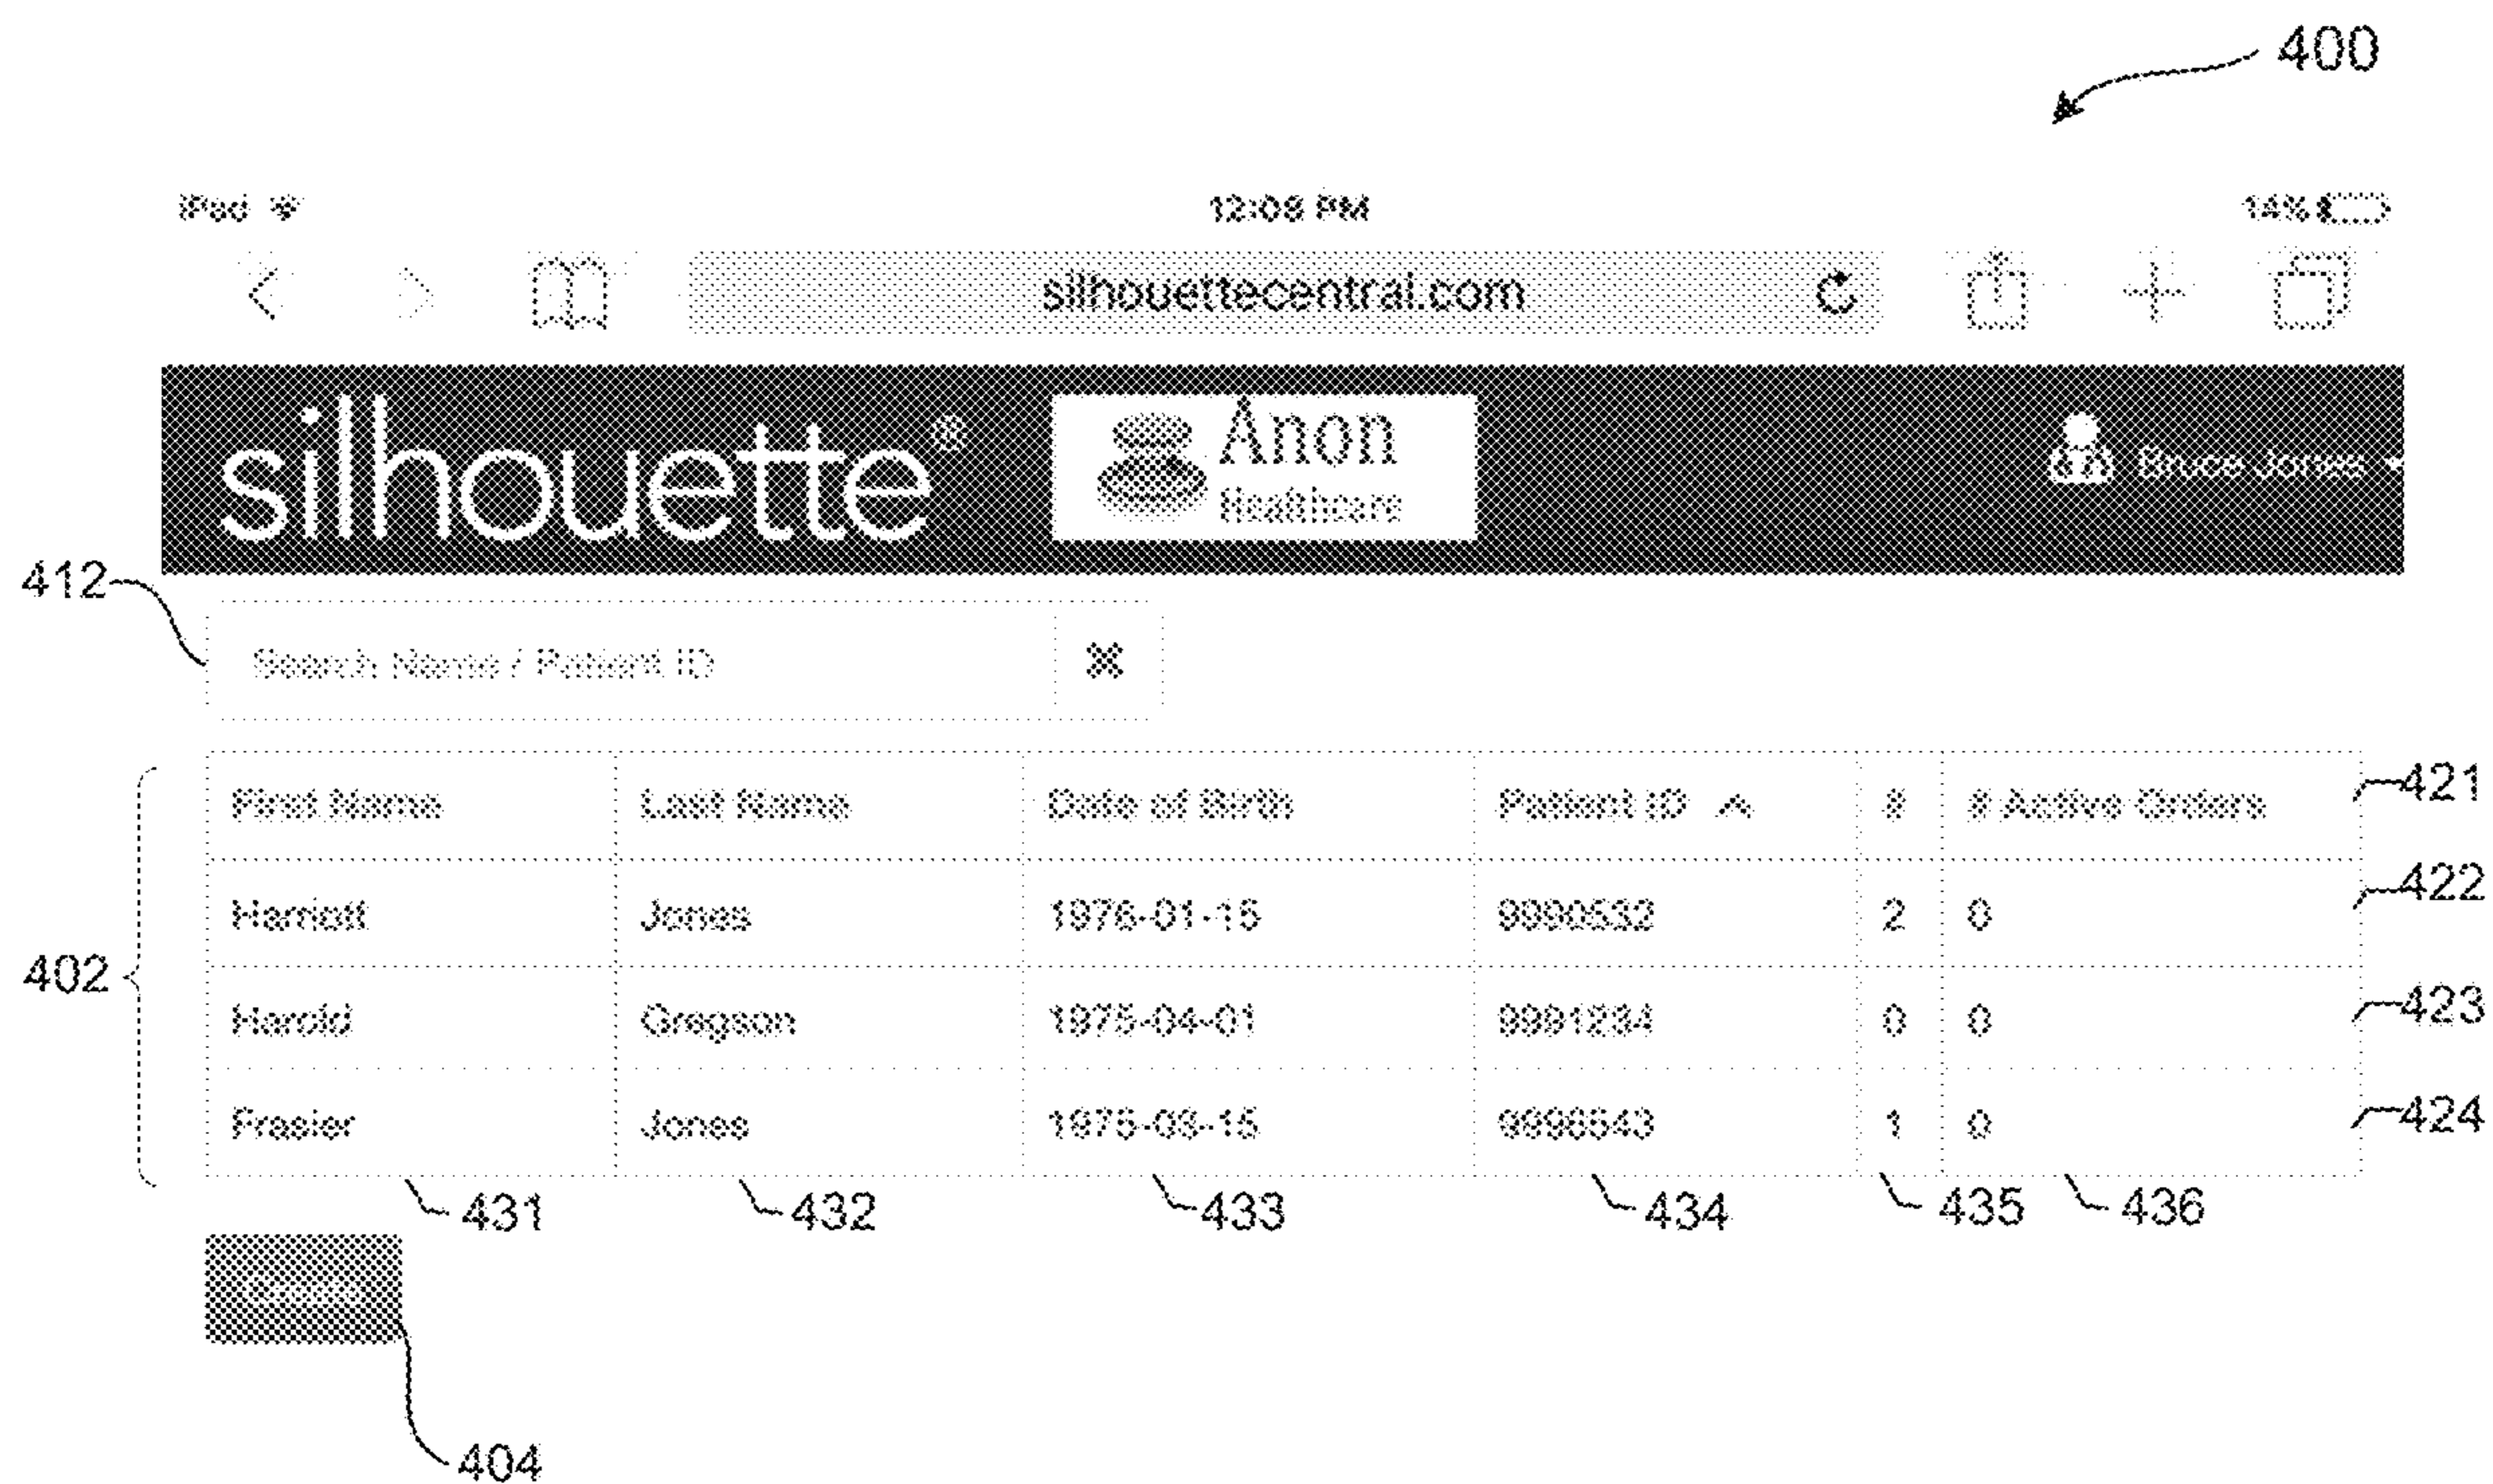 400
iPad 12:08 PM 14%
silhouettecentral.com
silhouette® Anon
Healthcare
Bruce Jones
412
Search Name / Patient ID
First Name Last Name Date of Birth Patient ID # # Active Orders 421
Harriott Jones 1976-01-15 9990532 2 0 422
402
Harold Gregson 1975-04-01 9991234 0 0 423
Frasier Jones 1975-03-15 2 1 0 424
431 432 433 434 435 436
404